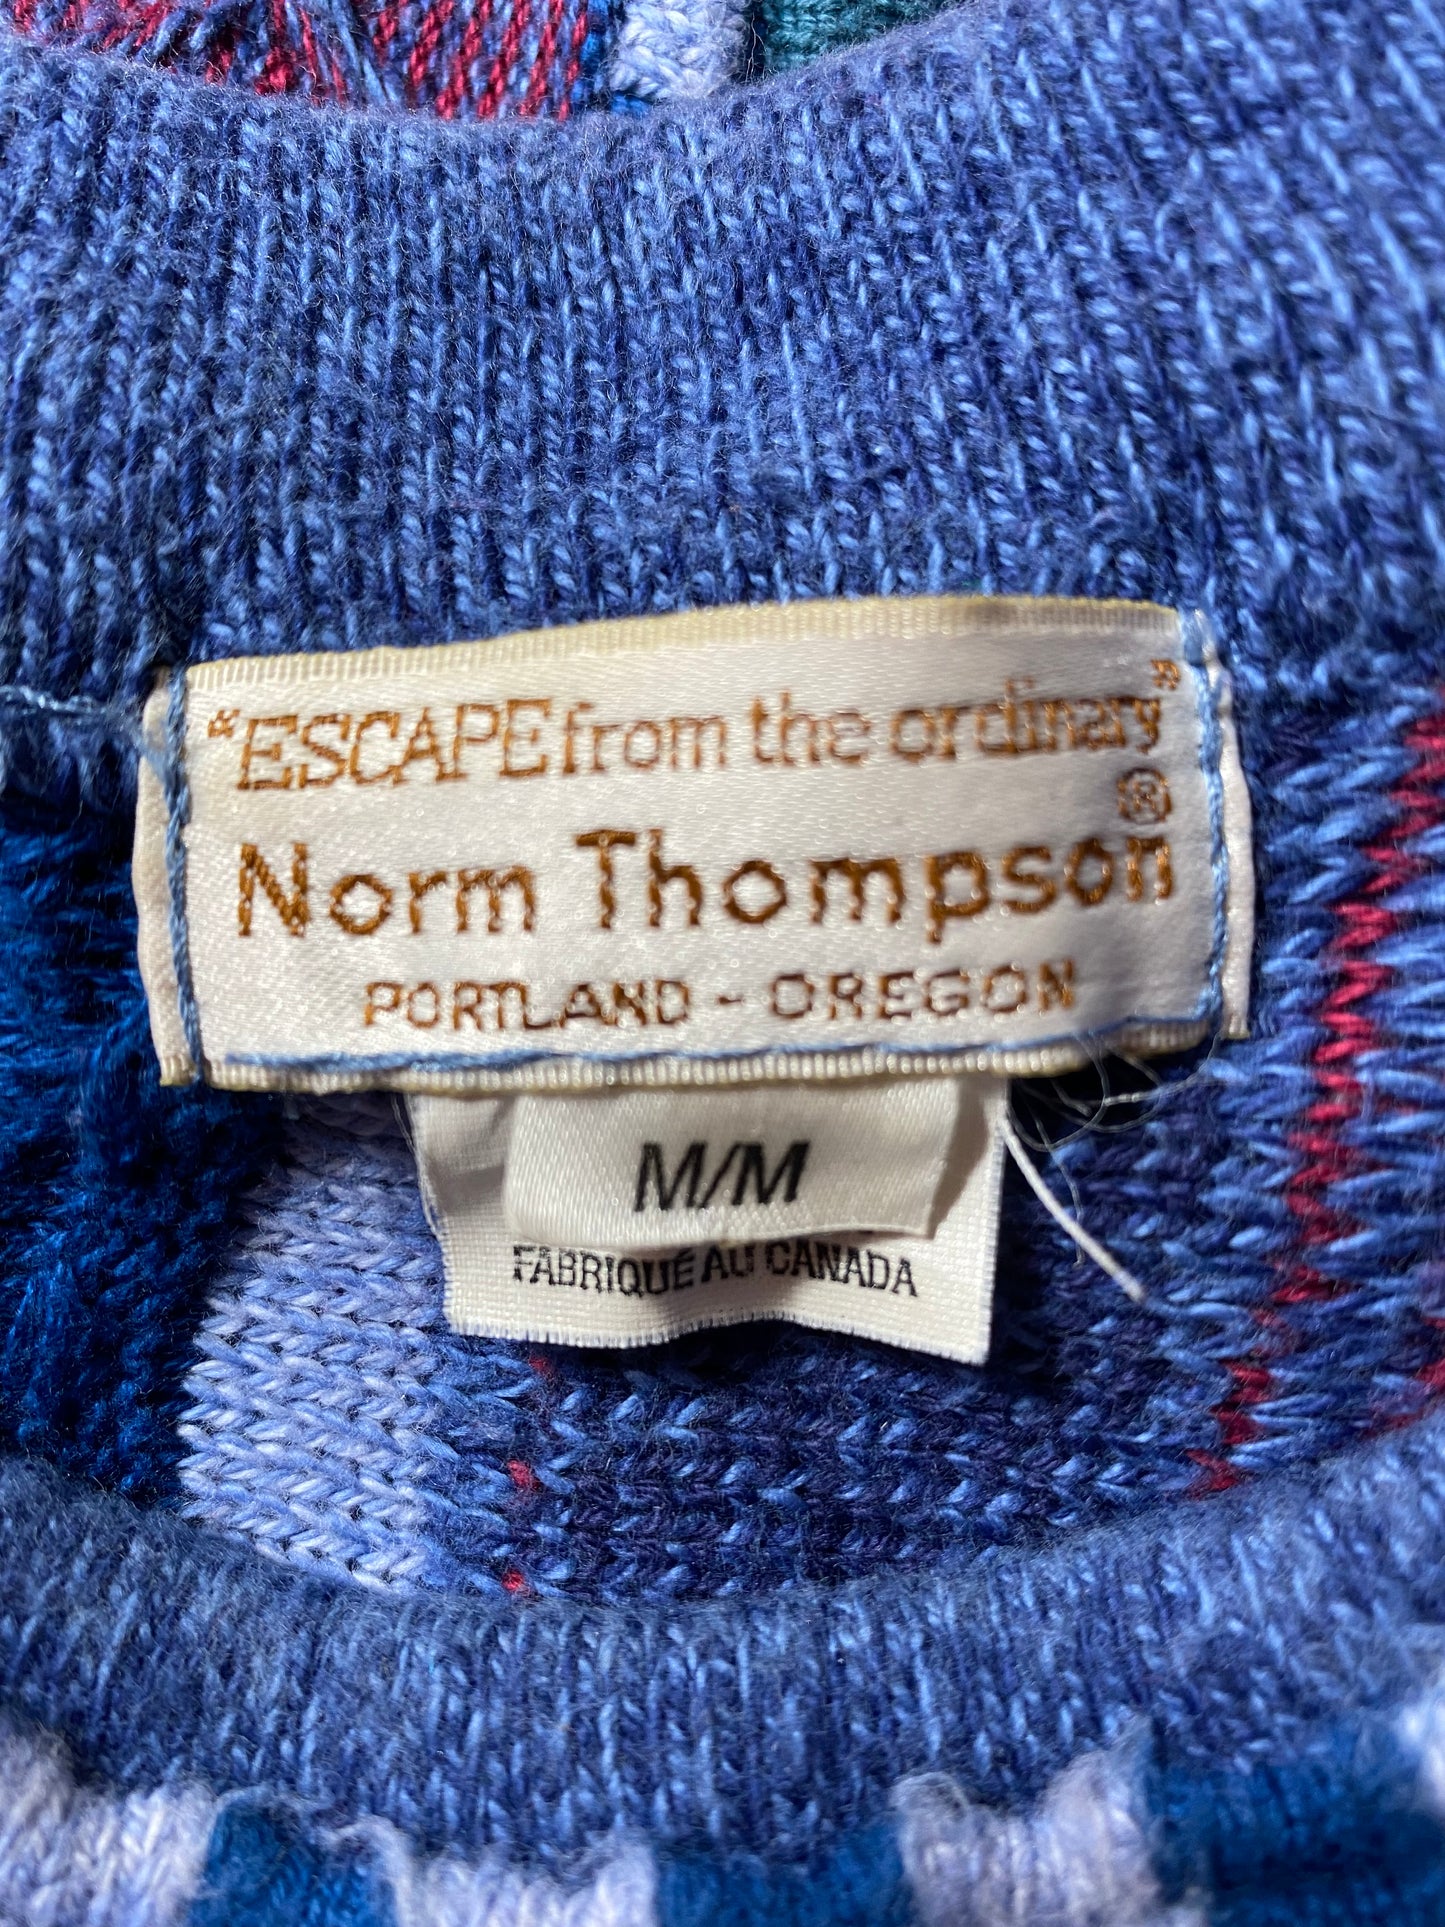 "ESCAPE from the ordinary"
®
Norm Thompson
PORTLAND - OREGON
M/M
FABRIQUÉ AU CANADA